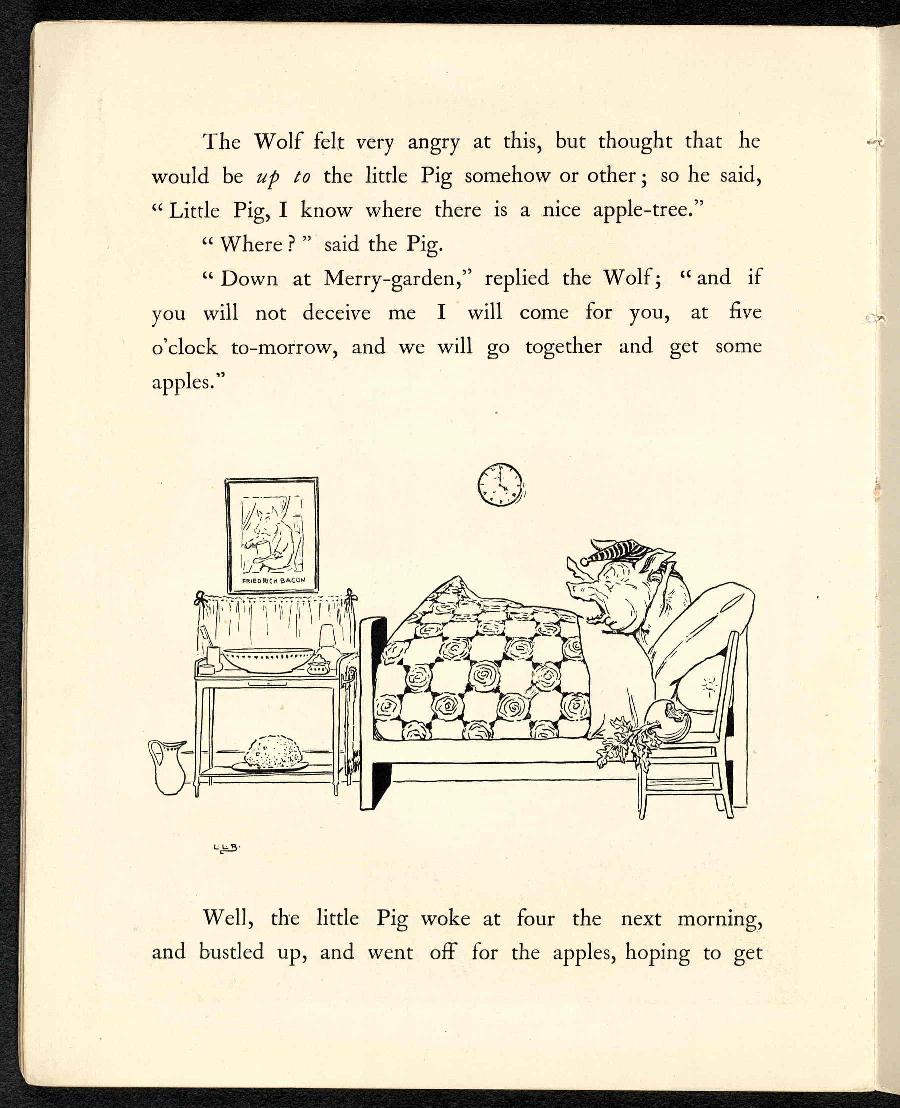 The Wolf felt very angry at this, but thought that he
would be up to the little Pig somehow or other; so he said,
“Little Pig, I know where there is a nice apple-tree.”
“Where?” said the Pig.
“Down at Merry-garden,” replied the Wolf; “and if
you will not deceive me I will come for you, at five
o’clock to-morrow, and we will go together and get some
apples.”
FRIEDRICH BACON
L.L.B.
Well, the little Pig woke at four the next morning,
and bustled up, and went off for the apples, hoping to get